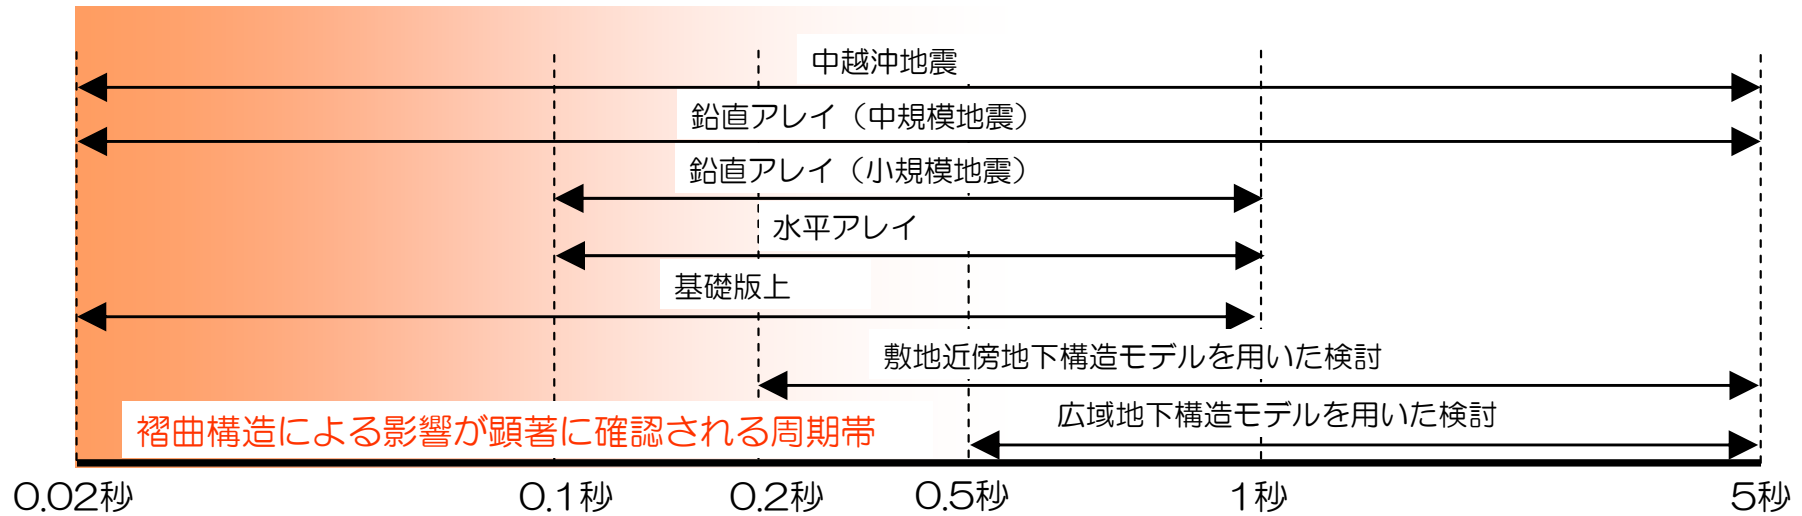 中越沖地震
鉛直アレイ（中規模地震）
鉛直アレイ（小規模地震）
水平アレイ
基礎版上
敷地近傍地下構造モデルを用いた検討
広域地下構造モデルを用いた検討
褶曲構造による影響が顕著に確認される周期帯
0.02秒 0.1秒 0.2秒 0.5秒 1秒 5秒